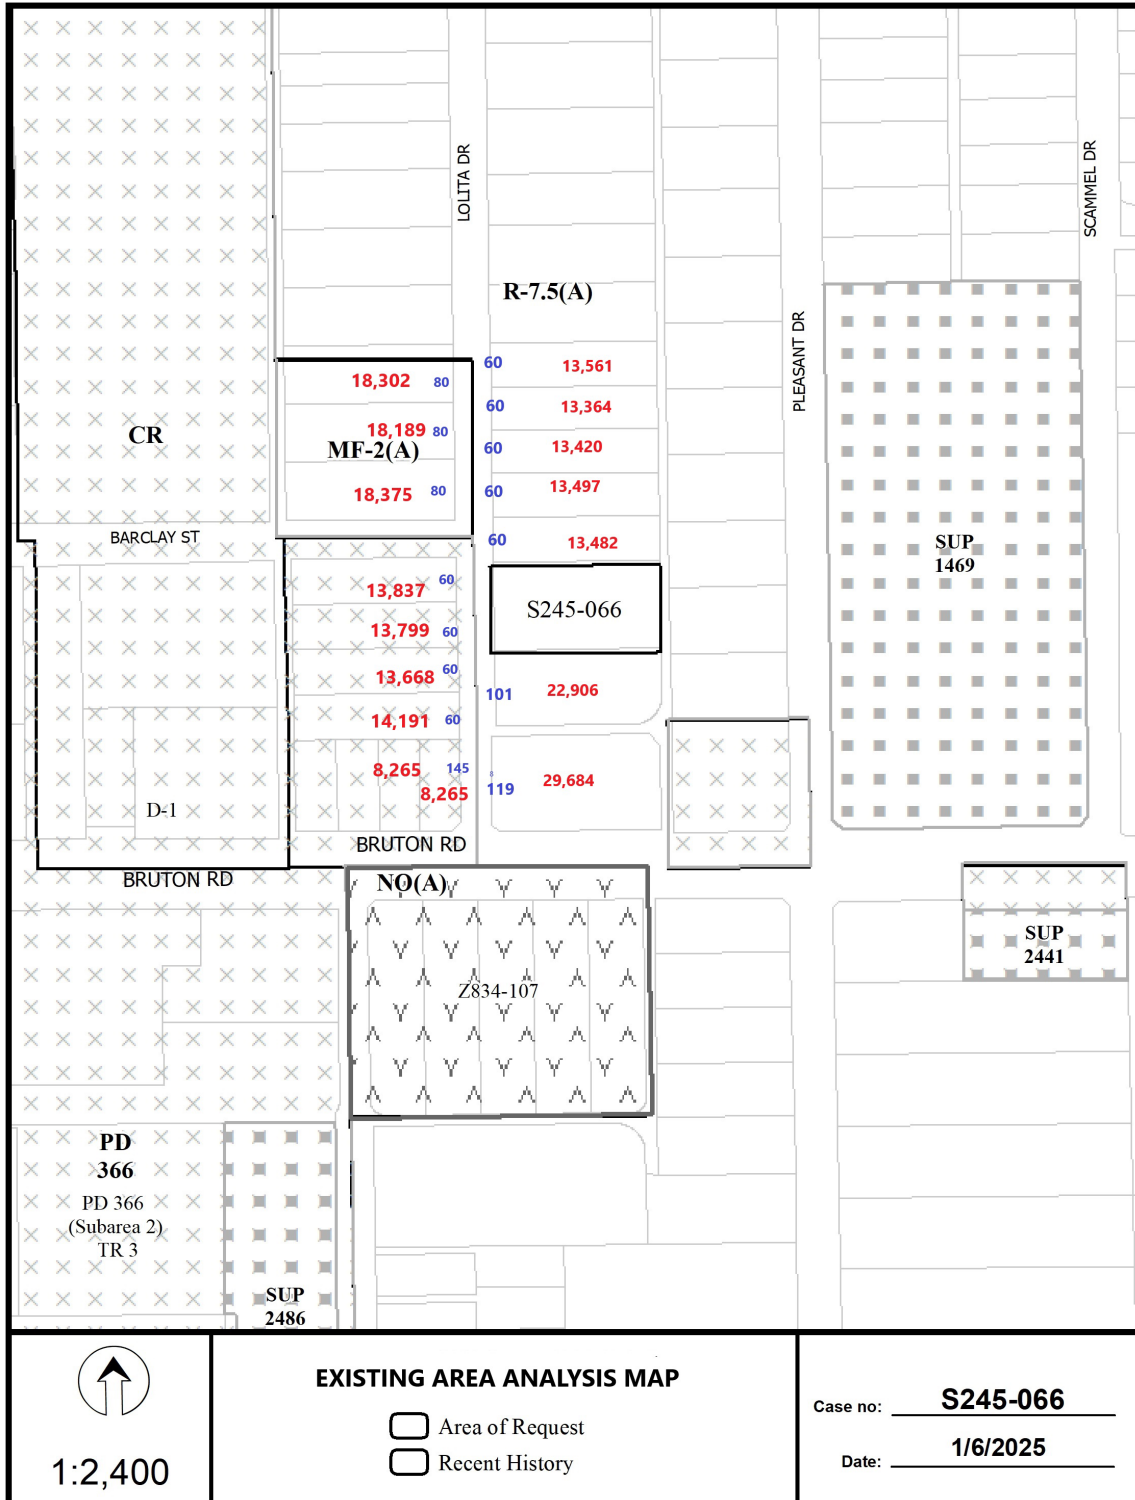 LOLITA DR
SCAMMEL DR
R-7.5(A)
PLEASANT DR
60
13,561
18,302
80
60
13,364
CR
18,189
80
MF-2(A)
60
13,420
18,375
80
60
13,497
BARCLAY ST
60
13,482
SUP
1469
13,837
60
S245-066
13,799
60
13,668
60
101
22,906
14,191
60
8,265
145
8,265
119
29,684
D-1
BRUTON RD
BRUTON RD
NO(A)
SUP
2441
Z834-107
PD
366
PD 366
(Subarea 2)
TR 3
SUP
2486
1:2,400
EXISTING AREA ANALYSIS MAP
Area of Request
Recent History
Case no: S245-066
Date: 1/6/2025